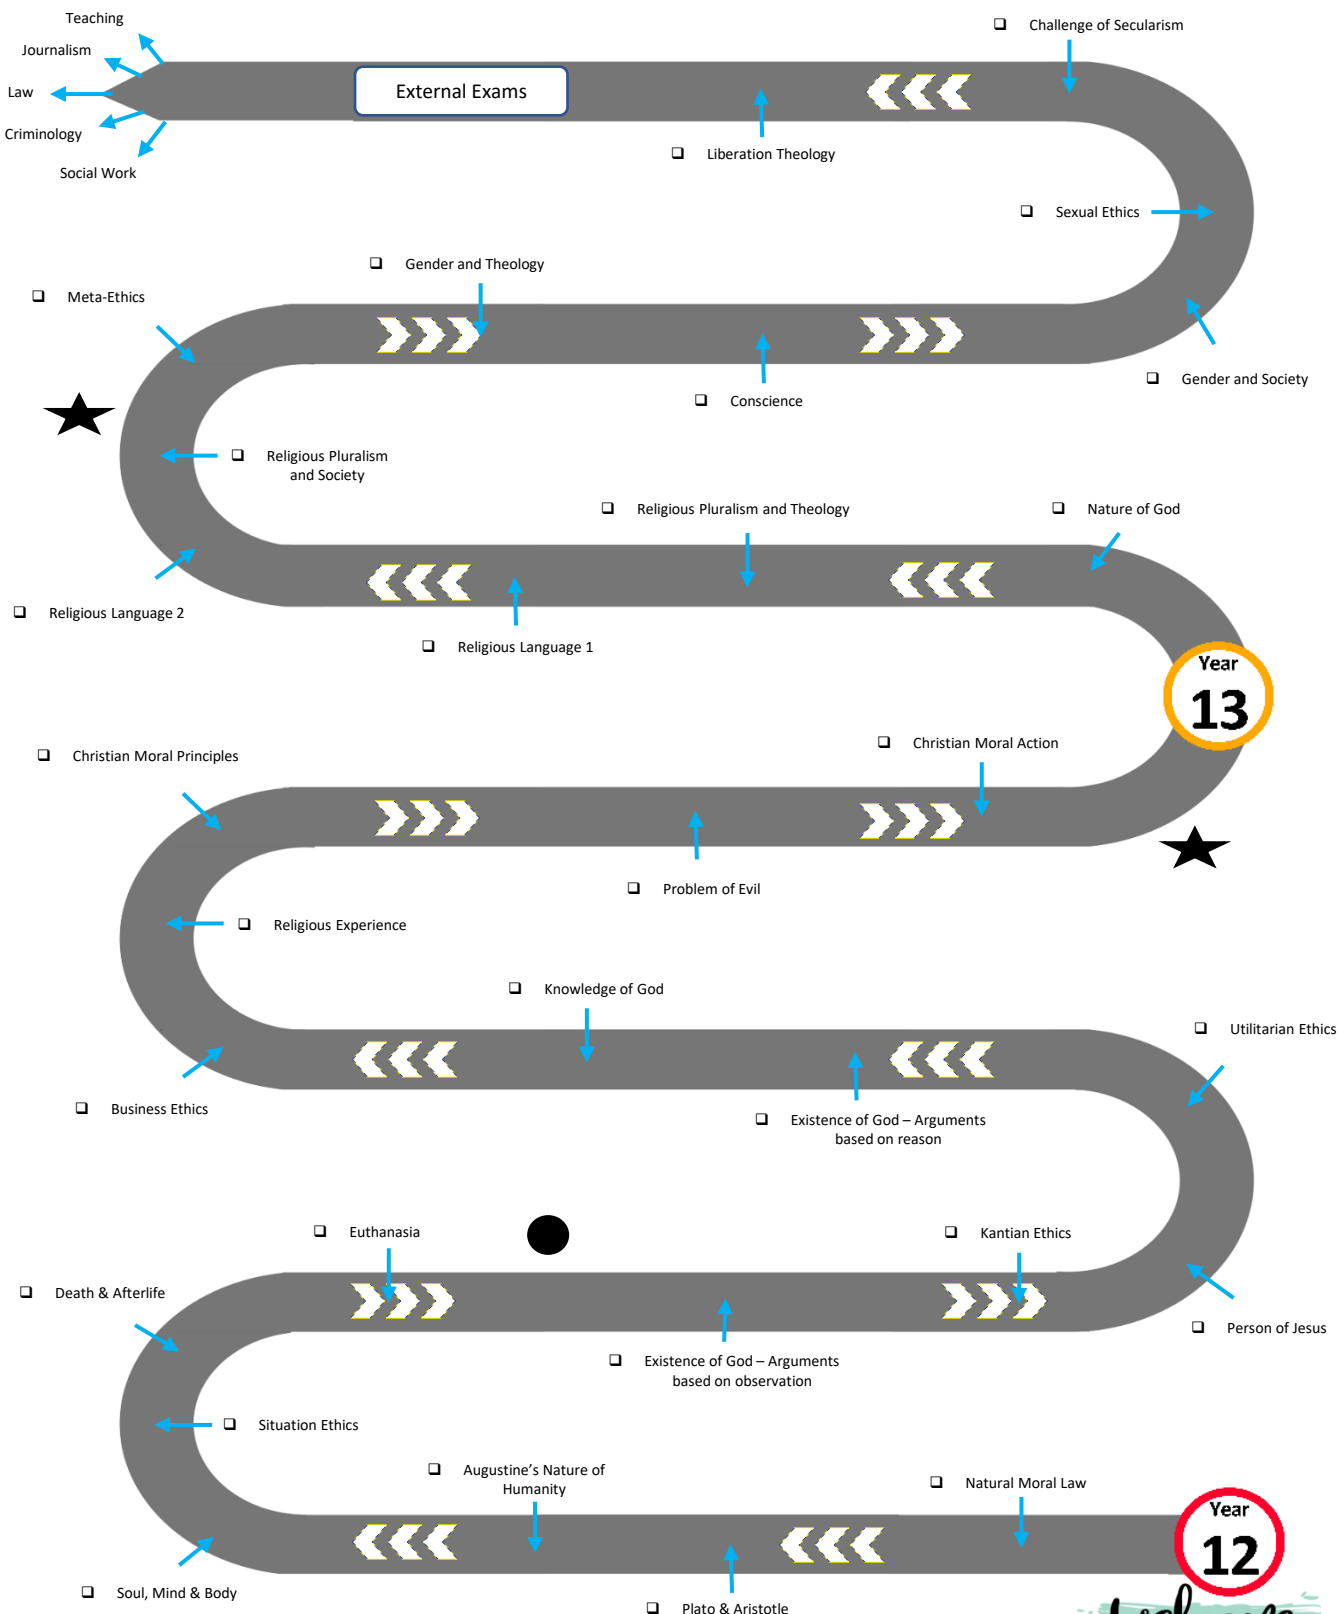 Teaching
Journalism
Law
Criminology
Social Work
External Exams
Challenge of Secularism
Liberation Theology
Sexual Ethics
Gender and Theology
Meta-Ethics
Gender and Society
Conscience
Religious Pluralism
and Society
Religious Pluralism and Theology
Nature of God
Religious Language 2
Religious Language 1
Year
13
Christian Moral Principles
Christian Moral Action
Problem of Evil
Religious Experience
Knowledge of God
Utilitarian Ethics
Business Ethics
Existence of God – Arguments
based on reason
Euthanasia
Kantian Ethics
Death & Afterlife
Person of Jesus
Existence of God – Arguments
based on observation
Situation Ethics
Augustine's Nature of
Humanity
Natural Moral Law
Year
12
Soul, Mind & Body
Plato & Aristotle